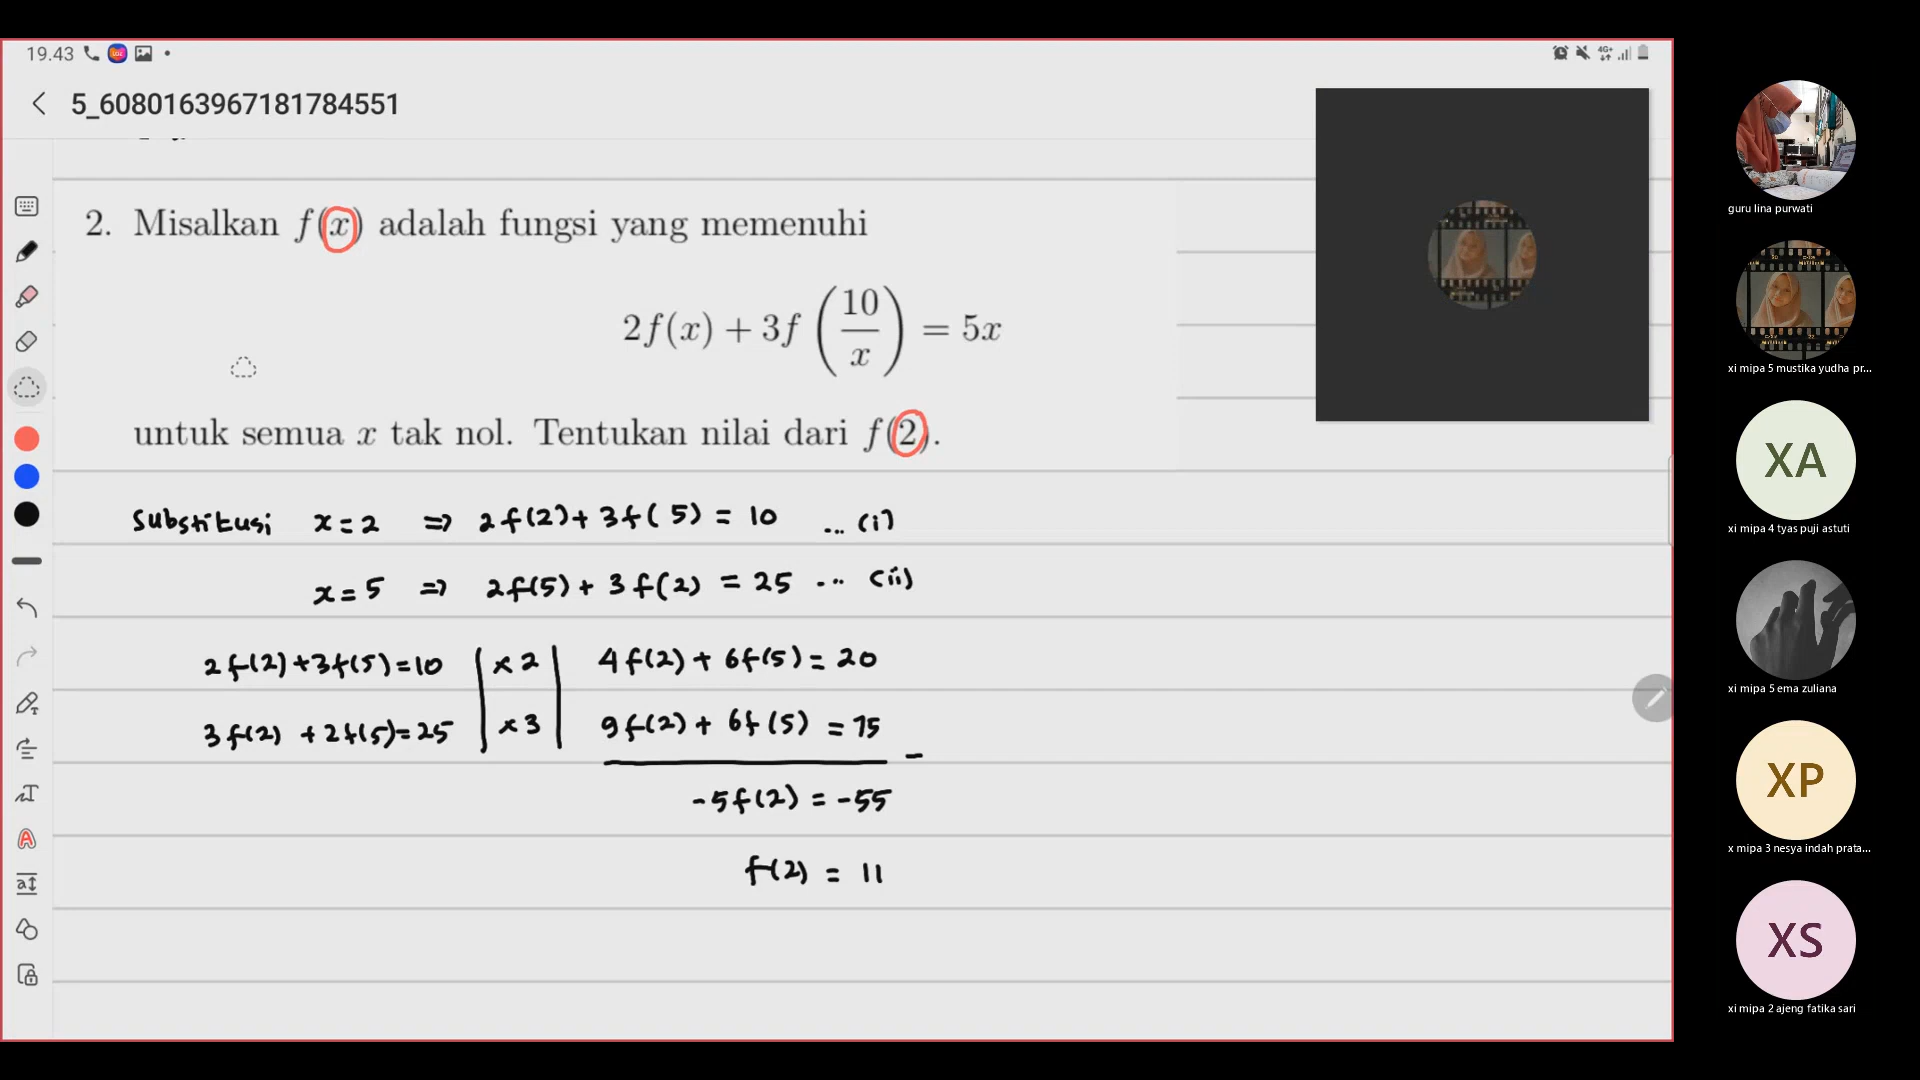 19.43
4G+
5_6080163967181784551
2. Misalkan f(x) adalah fungsi yang memenuhi
2f(x) + 3f (10/x) = 5x
untuk semua x tak nol. Tentukan nilai dari f(2).
Substitusi x = 2 => 2f(2) + 3f(5) = 10 ... (i)
x = 5 => 2f(5) + 3f(2) = 25 ... (ii)
2f(2) + 3f(5) = 10 | x 2 | 4f(2) + 6f(5) = 20
3f(2) + 2f(5) = 25 | x 3 | 9f(2) + 6f(5) = 75 -
-5f(2) = -55
f(2) = 11
guru lina purwati
xi mipa 5 mustika yudha pr...
XA
xi mipa 4 tyas puji astuti
xi mipa 5 ema zuliana
XP
x mipa 3 nesya indah prata...
XS
xi mipa 2 ajeng fatika sari